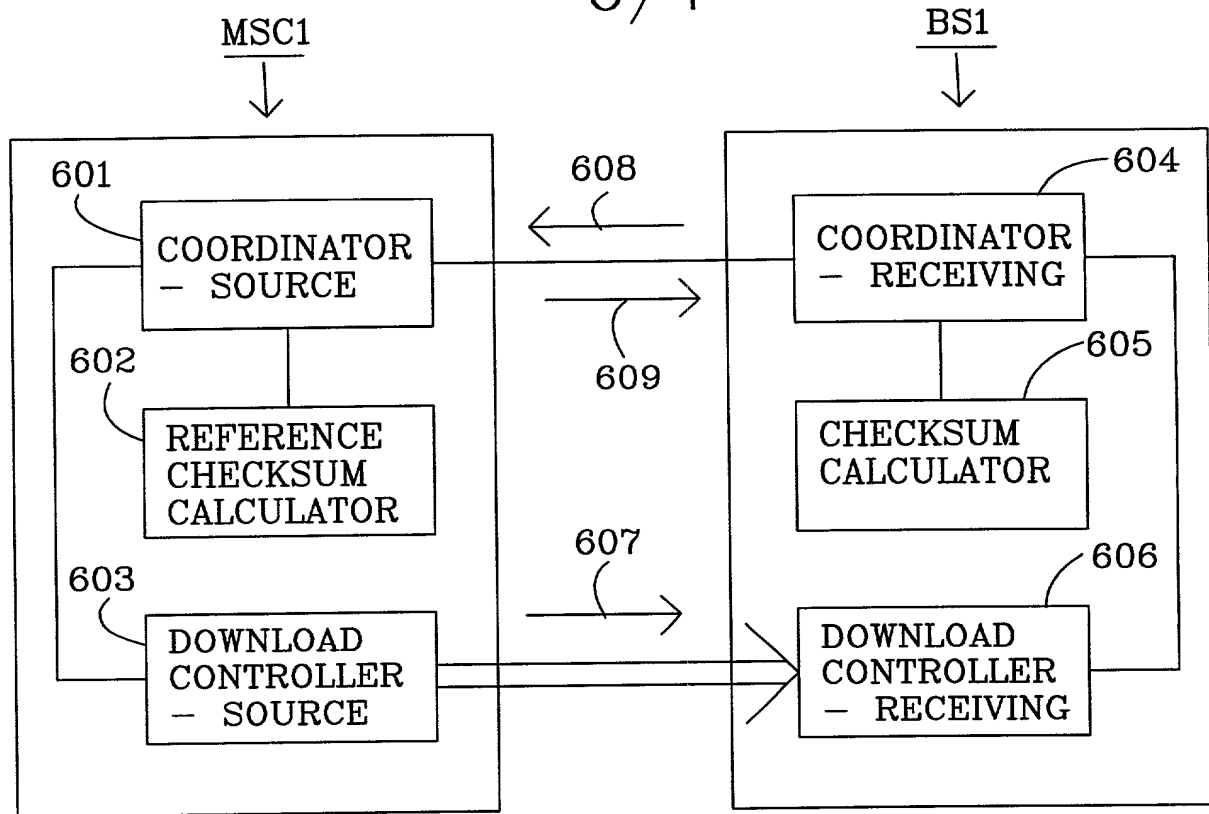 MSC1
BS1
601
COORDINATOR
– SOURCE
608
609
604
COORDINATOR
– RECEIVING
602
REFERENCE
CHECKSUM
CALCULATOR
605
CHECKSUM
CALCULATOR
603
DOWNLOAD
CONTROLLER
– SOURCE
607
606
DOWNLOAD
CONTROLLER
– RECEIVING